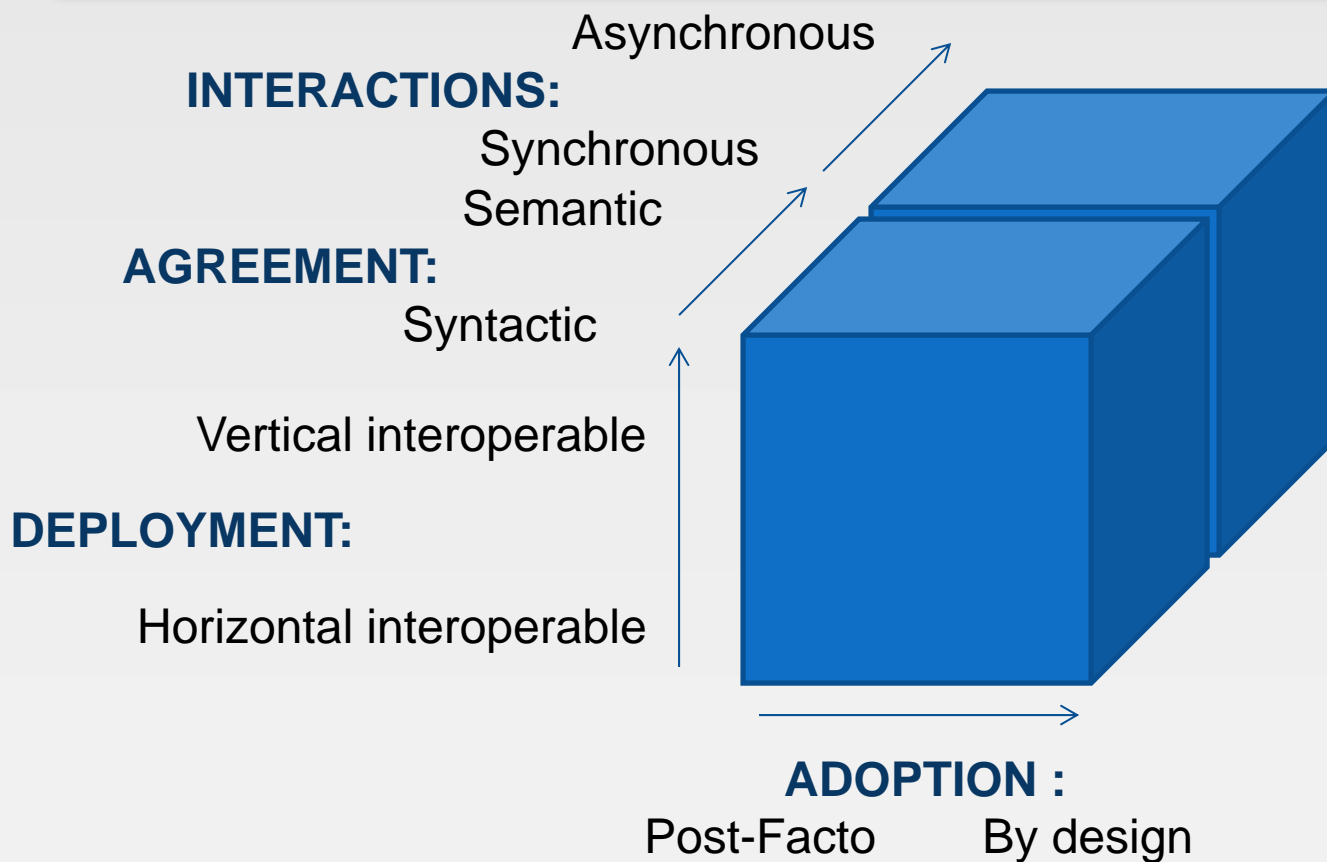 Asynchronous
INTERACTIONS:
Synchronous
Semantic
AGREEMENT:
Syntactic
Vertical interoperable
DEPLOYMENT:
Horizontal interoperable
ADOPTION :
Post-Facto By design